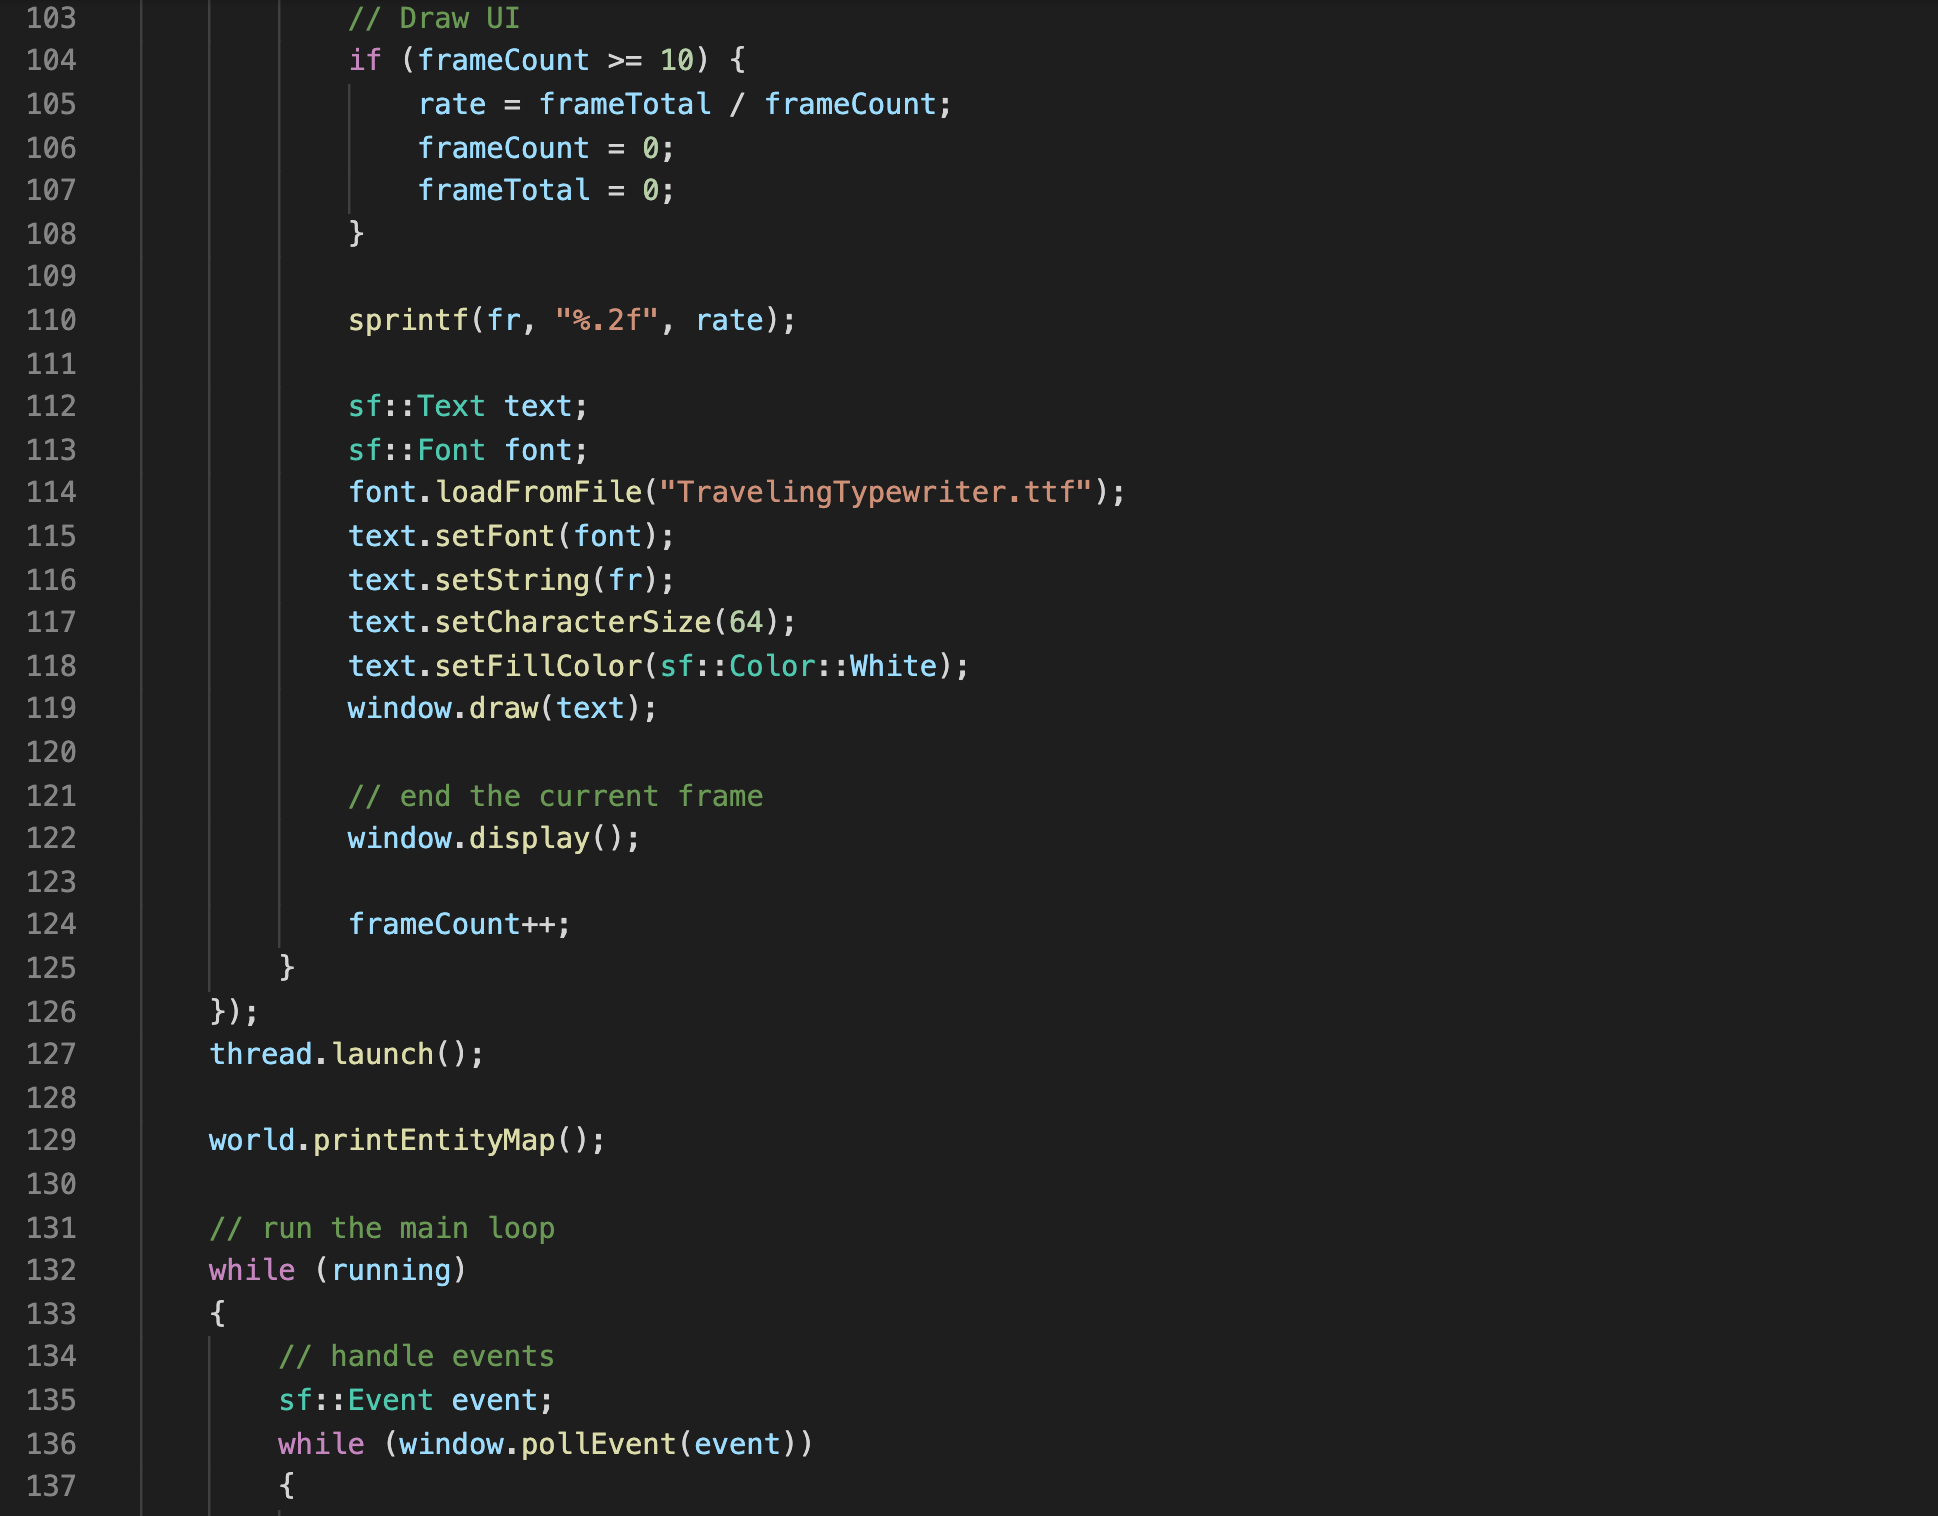 103 // Draw UI
104 if (frameCount >= 10) {
105 rate = frameTotal / frameCount;
106 frameCount = 0;
107 frameTotal = 0;
108 }
109
110 sprintf(fr, "%.2f", rate);
111
112 sf::Text text;
113 sf::Font font;
114 font.loadFromFile("TravelingTypewriter.ttf");
115 text.setFont(font);
116 text.setString(fr);
117 text.setCharacterSize(64);
118 text.setFillColor(sf::Color::White);
119 window.draw(text);
120
121 // end the current frame
122 window.display();
123
124 frameCount++;
125 }
126 });
127 thread.launch();
128
129 world.printEntityMap();
130
131 // run the main loop
132 while (running)
133 {
134 // handle events
135 sf::Event event;
136 while (window.pollEvent(event))
137 {